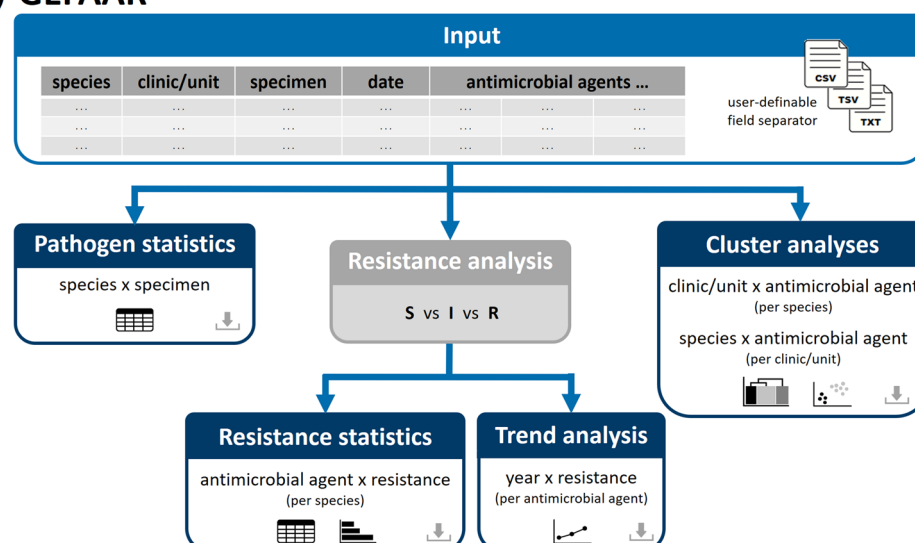 Input
species clinic/unit specimen date antimicrobial agents ...
... ... ... ... ... ... ...
... ... ... ... ... ... ...
... ... ... ... ... ... ...
user-definable
field separator
CSV
TSV
TXT
Pathogen statistics
species x specimen
Resistance analysis
S vs I vs R
Cluster analyses
clinic/unit x antimicrobial agent
(per species)
species x antimicrobial agent
(per clinic/unit)
Resistance statistics
antimicrobial agent x resistance
(per species)
Trend analysis
year x resistance
(per antimicrobial agent)